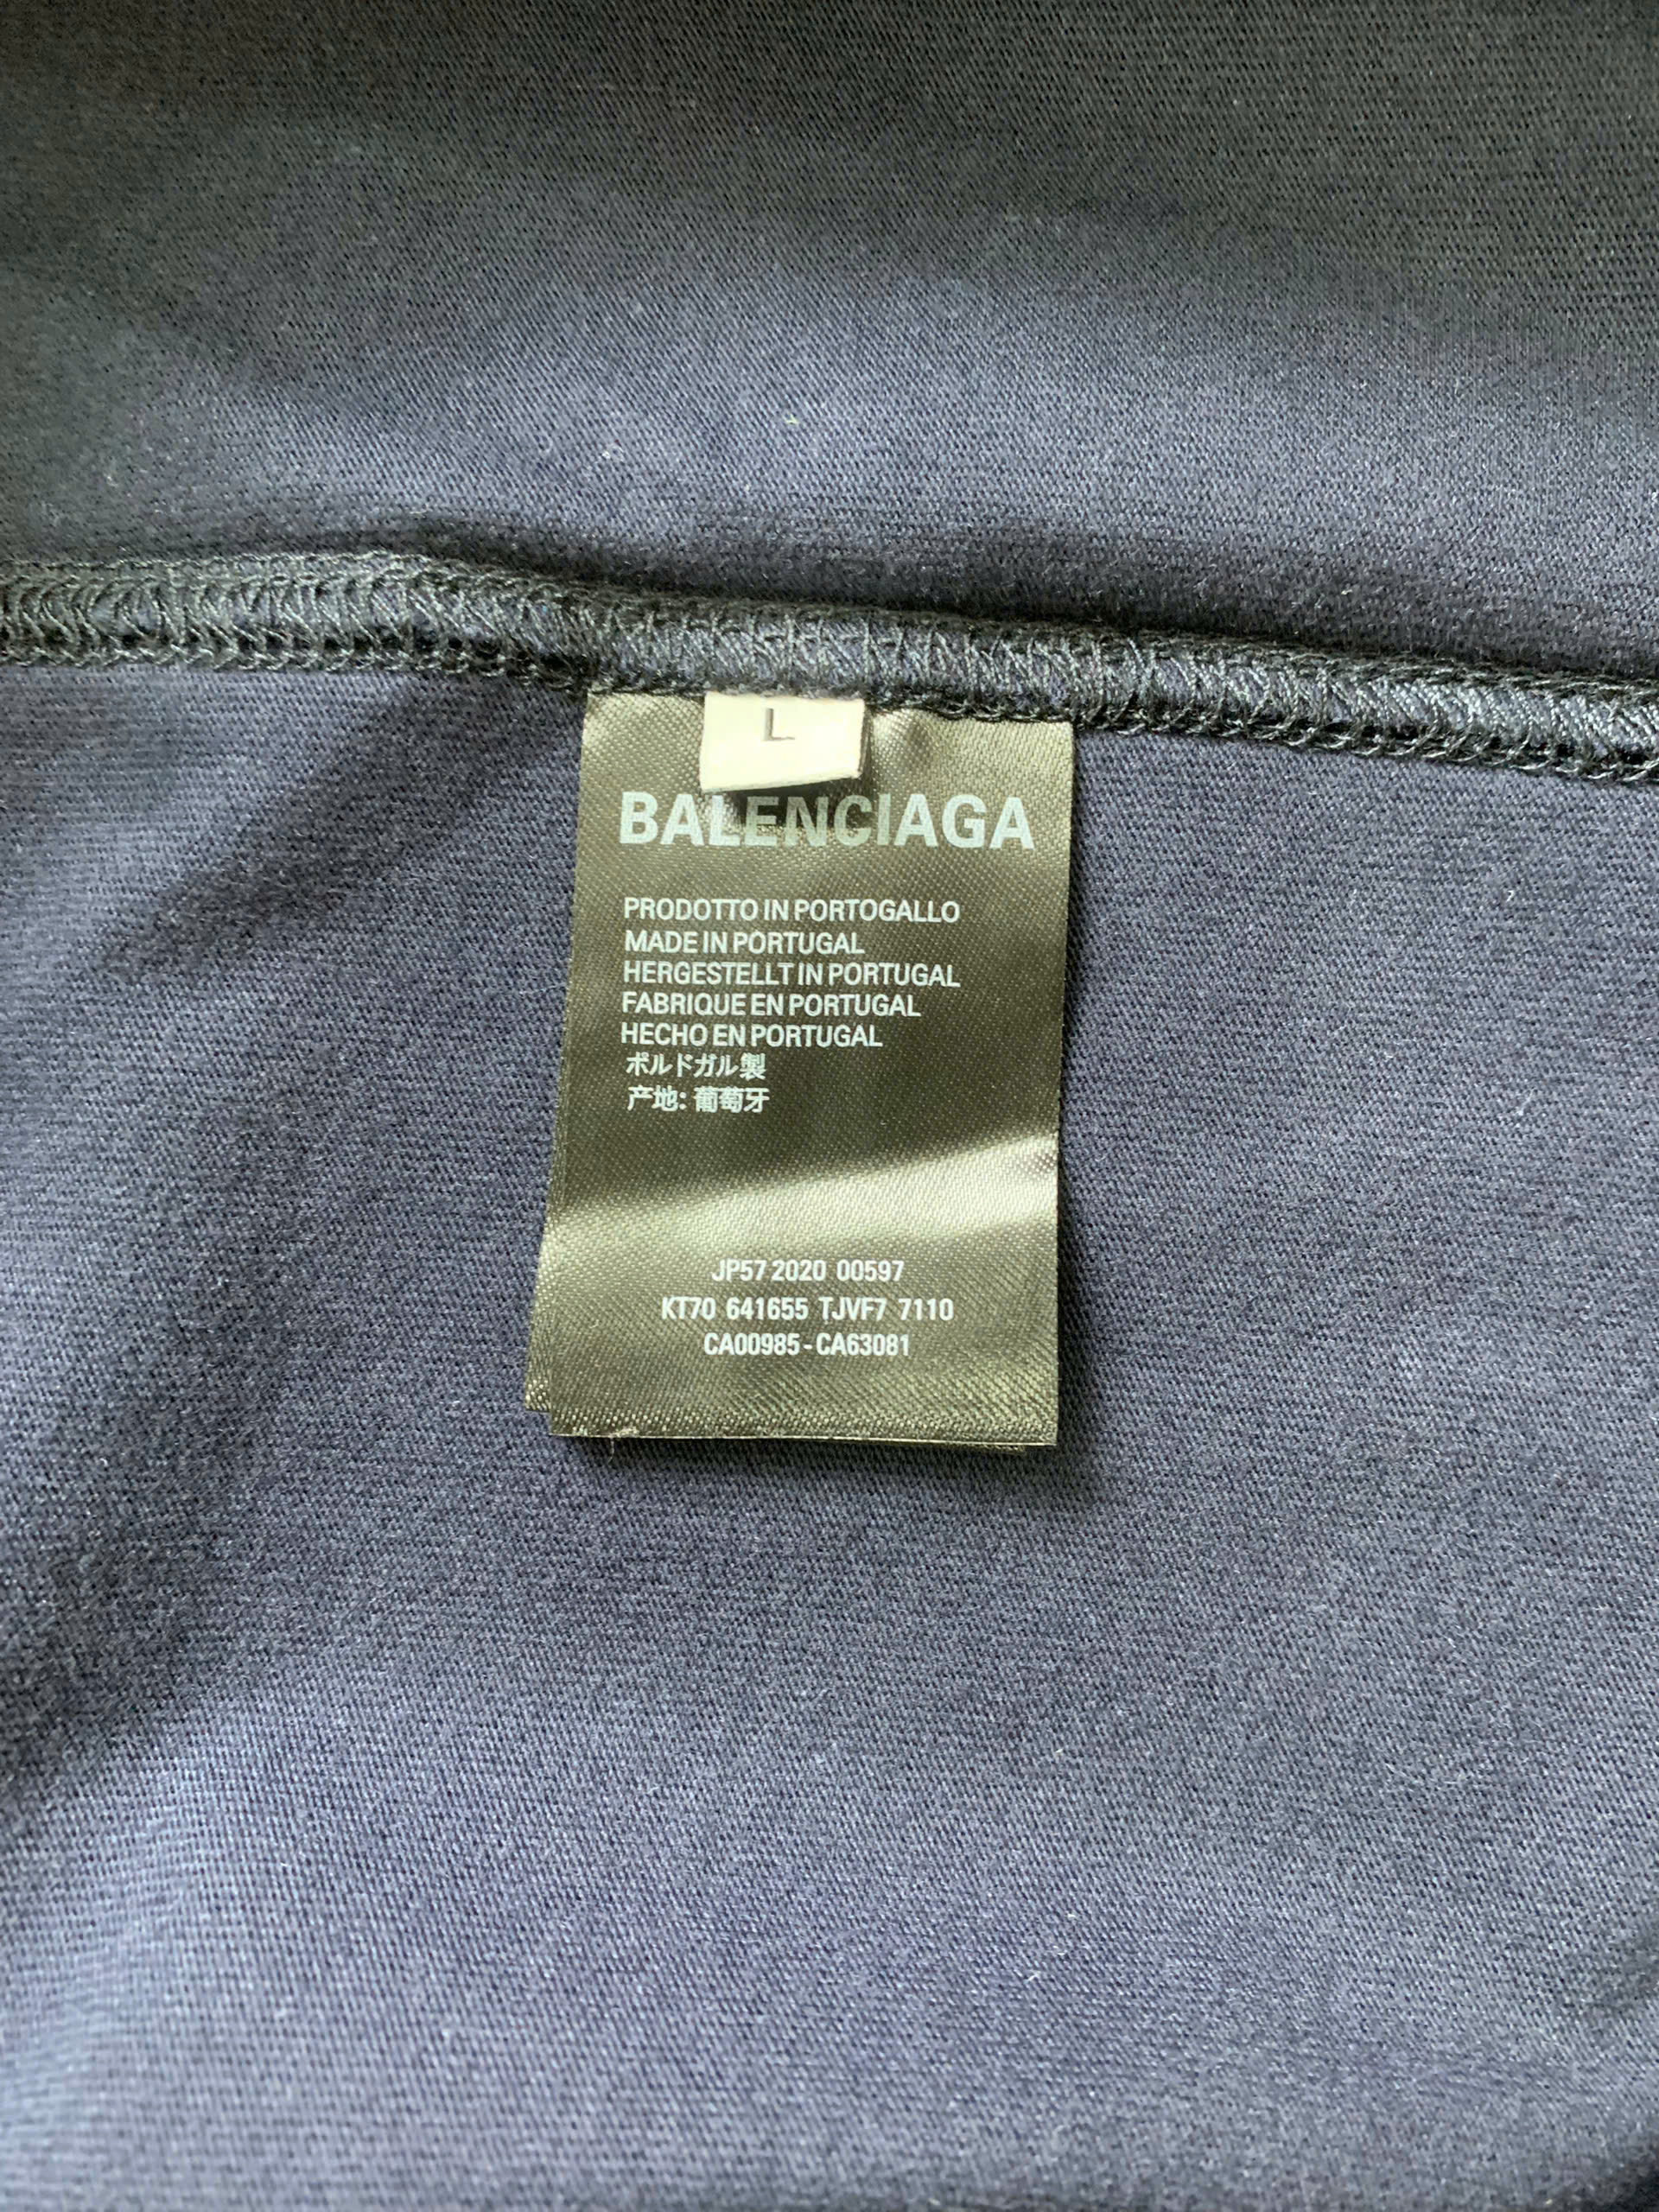 L
BALENCIAGA
PRODOTTO IN PORTOGALLO
MADE IN PORTUGAL
HERGESTELLT IN PORTUGAL
FABRIQUE EN PORTUGAL
HECHO EN PORTUGAL
ポルドガル製
产地: 葡萄牙
JP57 2020 00597
KT70 641655 TJVF7 7110
CA00985 - CA63081